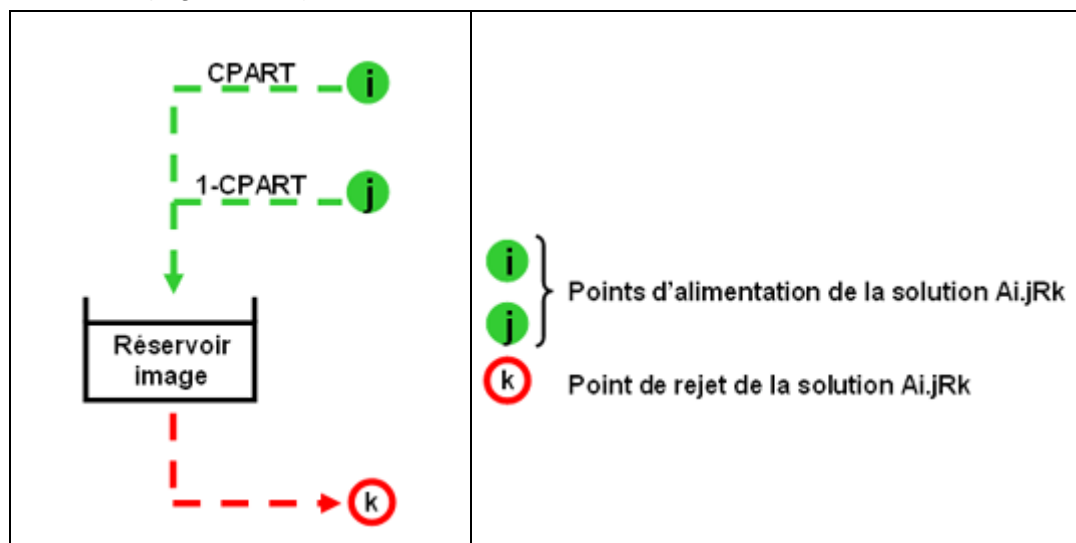 CPART
i
1-CPART
j
Réservoir
image
k
i
j
Points d'alimentation de la solution Ai.jRk
k
Point de rejet de la solution Ai.jRk